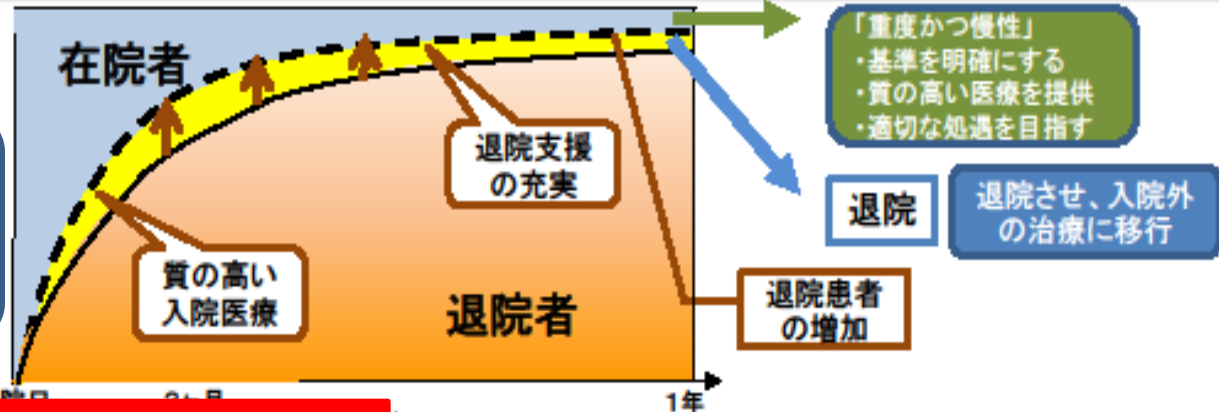 在院者
「重度かつ慢性」
・基準を明確にする
・質の高い医療を提供
・適切な処遇を目指す
退院支援
の充実
退院
退院させ、入院外
の治療に移行
質の高い
入院医療
退院者
退院患者
の増加
1年